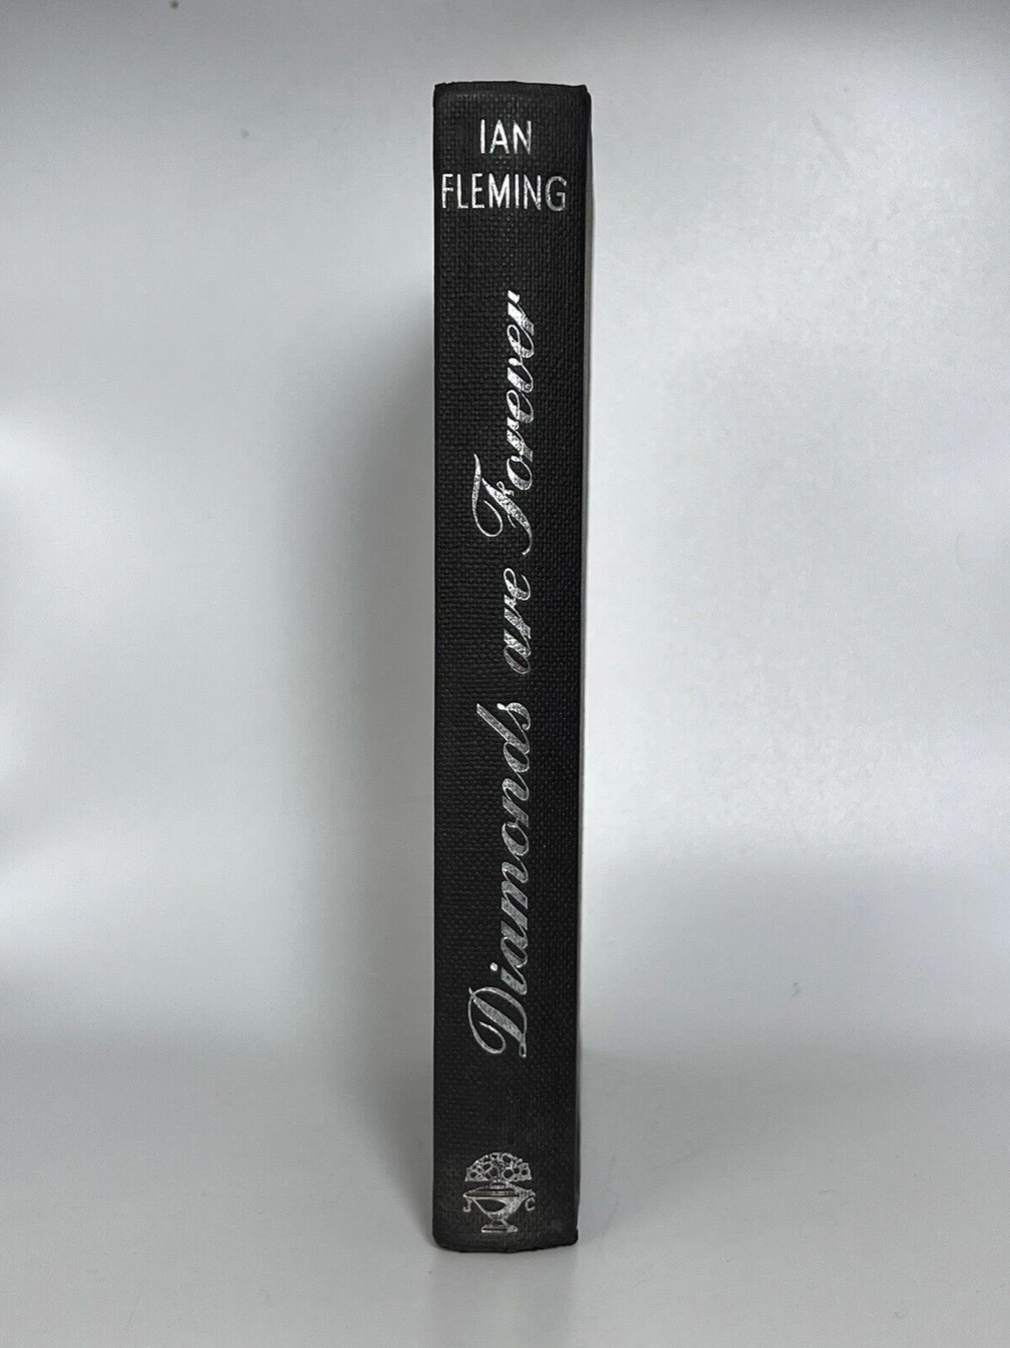 IAN
FLEMING
Diamonds are Forever
J C